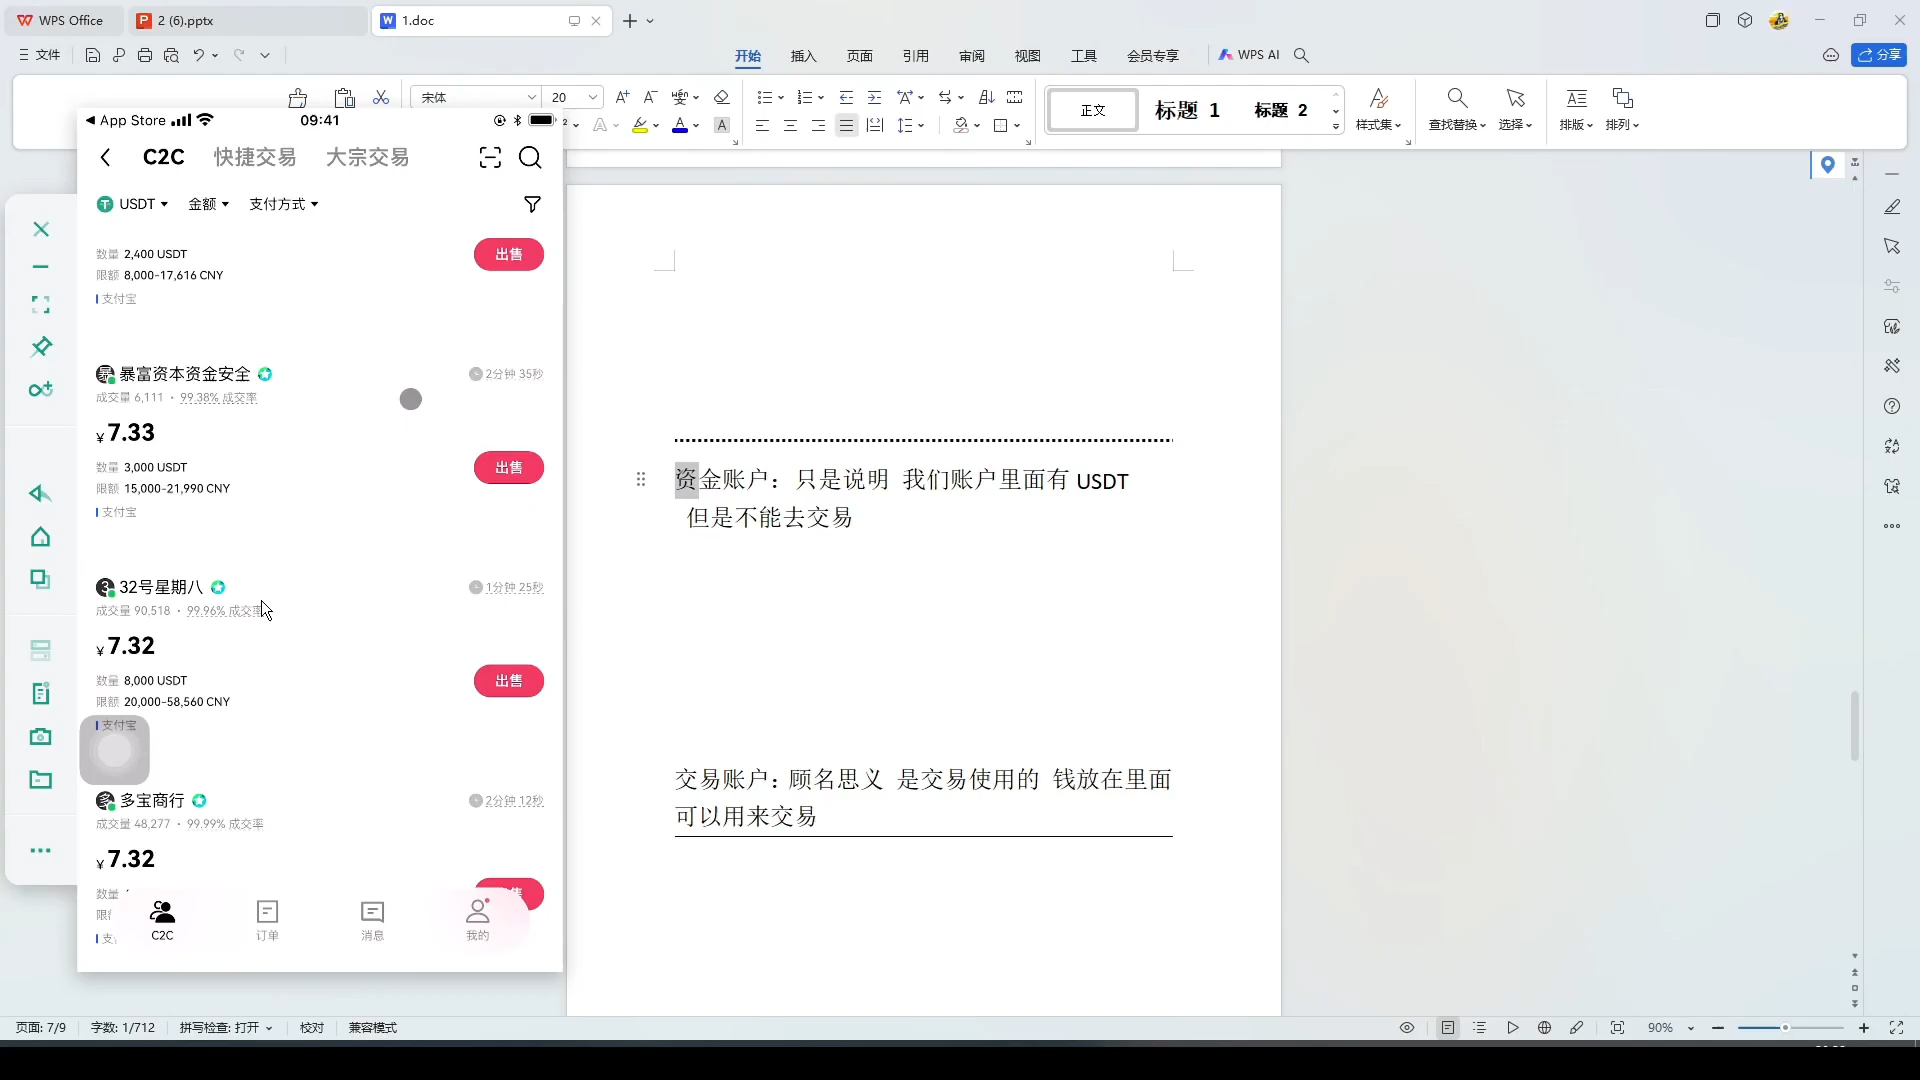 WPS Office
2 (6).pptx
1.doc
文件
开始
插入
页面
引用
审阅
视图
工具
会员专享
WPS AI
分享
宋体
20
正文
标题 1
标题 2
样式集
查找替换
选择
排版
排列
App Store
09:41
C2C
快捷交易
大宗交易
USDT
金额
支付方式
数量 2,400 USDT
出售
限额 8,000-17,616 CNY
支付宝
暴富资本资金安全
2分钟 35秒
成交量 6,111 · 99.38% 成交率
¥ 7.33
数量 3,000 USDT
出售
限额 15,000-21,990 CNY
支付宝
32号星期八
1分钟 25秒
成交量 90,518 · 99.96% 成交率
¥ 7.32
数量 8,000 USDT
出售
限额 20,000-58,560 CNY
支付宝
多宝商行
2分钟 12秒
成交量 48,277 · 99.99% 成交率
¥ 7.32
数量
C2C
订单
消息
我的
资金账户：只是说明 我们账户里面有 USDT
但是不能去交易
交易账户：顾名思义 是交易使用的 钱放在里面
可以用来交易
页面: 7/9
字数: 1/712
拼写检查: 打开
校对
兼容模式
90%